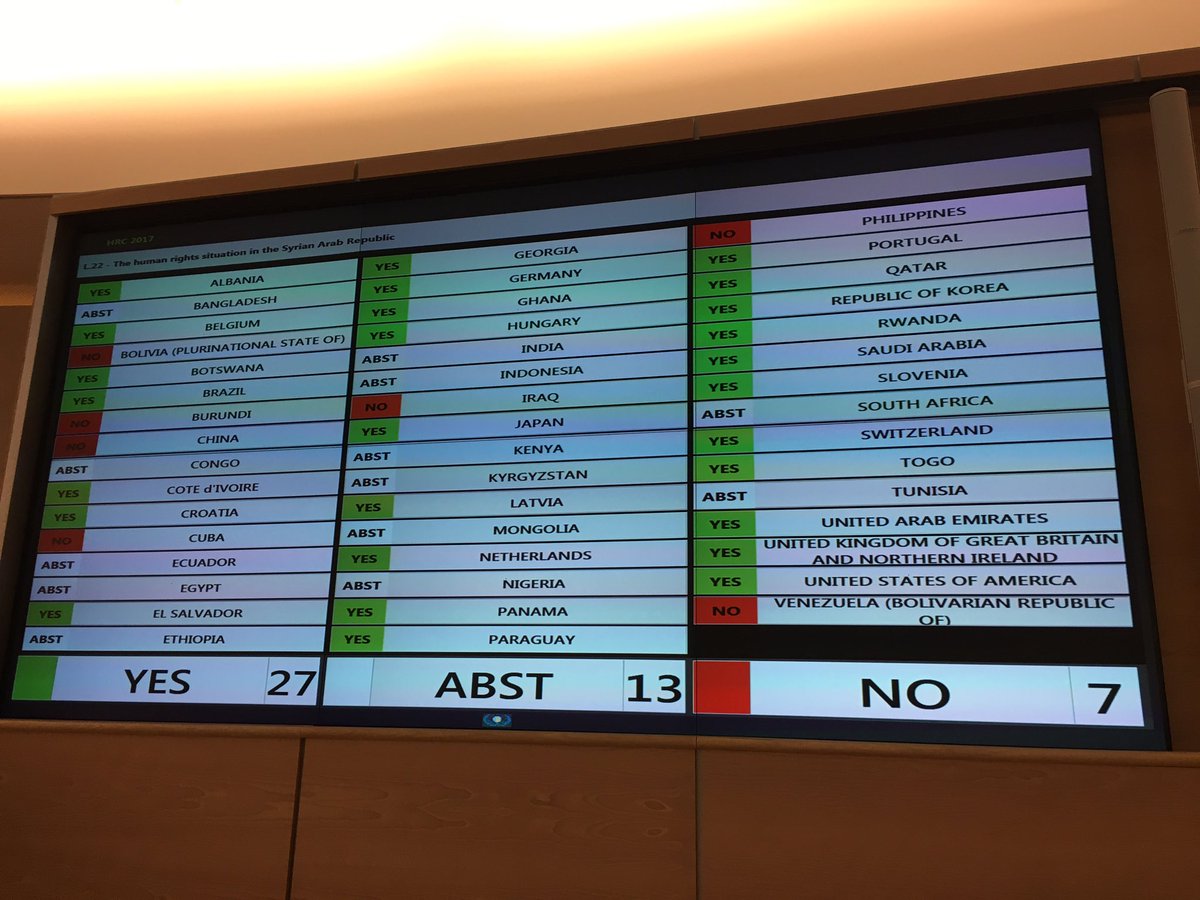 HRC 2017
L.22 - The human rights situation in the Syrian Arab Republic
YES ALBANIA
ABST BANGLADESH
YES BELGIUM
NO BOLIVIA (PLURINATIONAL STATE OF)
YES BOTSWANA
YES BRAZIL
NO BURUNDI
NO CHINA
ABST CONGO
YES COTE d'IVOIRE
YES CROATIA
NO CUBA
ABST ECUADOR
ABST EGYPT
YES EL SALVADOR
ABST ETHIOPIA
YES GEORGIA
YES GERMANY
YES GHANA
YES HUNGARY
ABST INDIA
ABST INDONESIA
NO IRAQ
YES JAPAN
ABST KENYA
ABST KYRGYZSTAN
YES LATVIA
ABST MONGOLIA
YES NETHERLANDS
ABST NIGERIA
YES PANAMA
YES PARAGUAY
NO PHILIPPINES
YES PORTUGAL
YES QATAR
YES REPUBLIC OF KOREA
YES RWANDA
YES SAUDI ARABIA
YES SLOVENIA
ABST SOUTH AFRICA
YES SWITZERLAND
YES TOGO
ABST TUNISIA
YES UNITED ARAB EMIRATES
YES UNITED KINGDOM OF GREAT BRITAIN
AND NORTHERN IRELAND
YES UNITED STATES OF AMERICA
NO VENEZUELA (BOLIVARIAN REPUBLIC
OF)
YES 27 ABST 13 NO 7